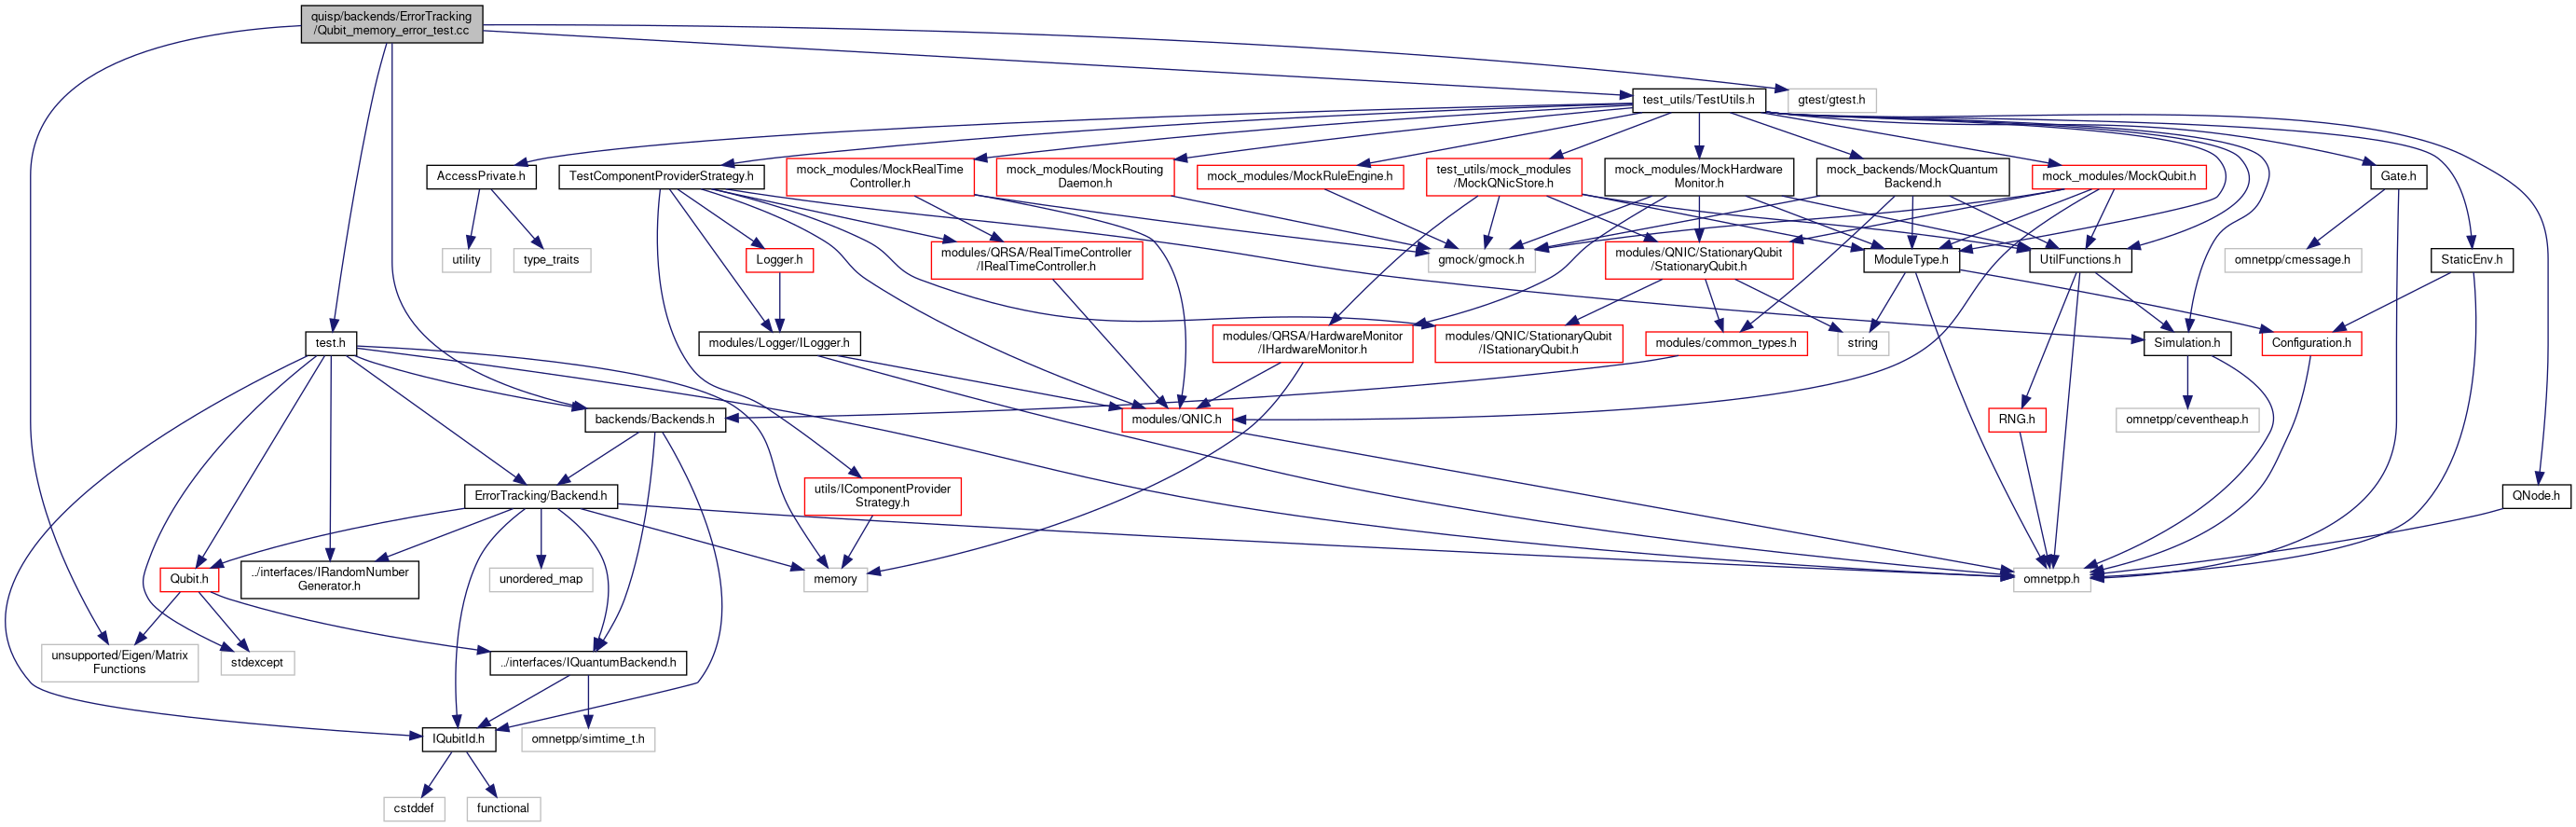 quisp/backends/ErrorTracking
/Qubit_memory_error_test.cc
test_utils/TestUtils.h
gtest/gtest.h
AccessPrivate.h
TestComponentProviderStrategy.h
mock_modules/MockRealTime
Controller.h
mock_modules/MockRouting
Daemon.h
mock_modules/MockRuleEngine.h
test_utils/mock_modules
/MockQNicStore.h
mock_modules/MockHardware
Monitor.h
mock_backends/MockQuantum
Backend.h
mock_modules/MockQubit.h
Gate.h
utility
type_traits
Logger.h
modules/QRSA/RealTimeController
/IRealTimeController.h
gmock/gmock.h
modules/QNIC/StationaryQubit
/StationaryQubit.h
ModuleType.h
UtilFunctions.h
omnetpp/cmessage.h
StaticEnv.h
test.h
modules/Logger/ILogger.h
modules/QRSA/HardwareMonitor
/IHardwareMonitor.h
modules/QNIC/StationaryQubit
/IStationaryQubit.h
modules/common_types.h
string
Simulation.h
Configuration.h
backends/Backends.h
modules/QNIC.h
RNG.h
omnetpp/ceventheap.h
ErrorTracking/Backend.h
utils/IComponentProvider
Strategy.h
QNode.h
Qubit.h
../interfaces/IRandomNumber
Generator.h
unordered_map
memory
omnetpp.h
unsupported/Eigen/Matrix
Functions
stdexcept
../interfaces/IQuantumBackend.h
IQubitId.h
omnetpp/simtime_t.h
cstddef
functional